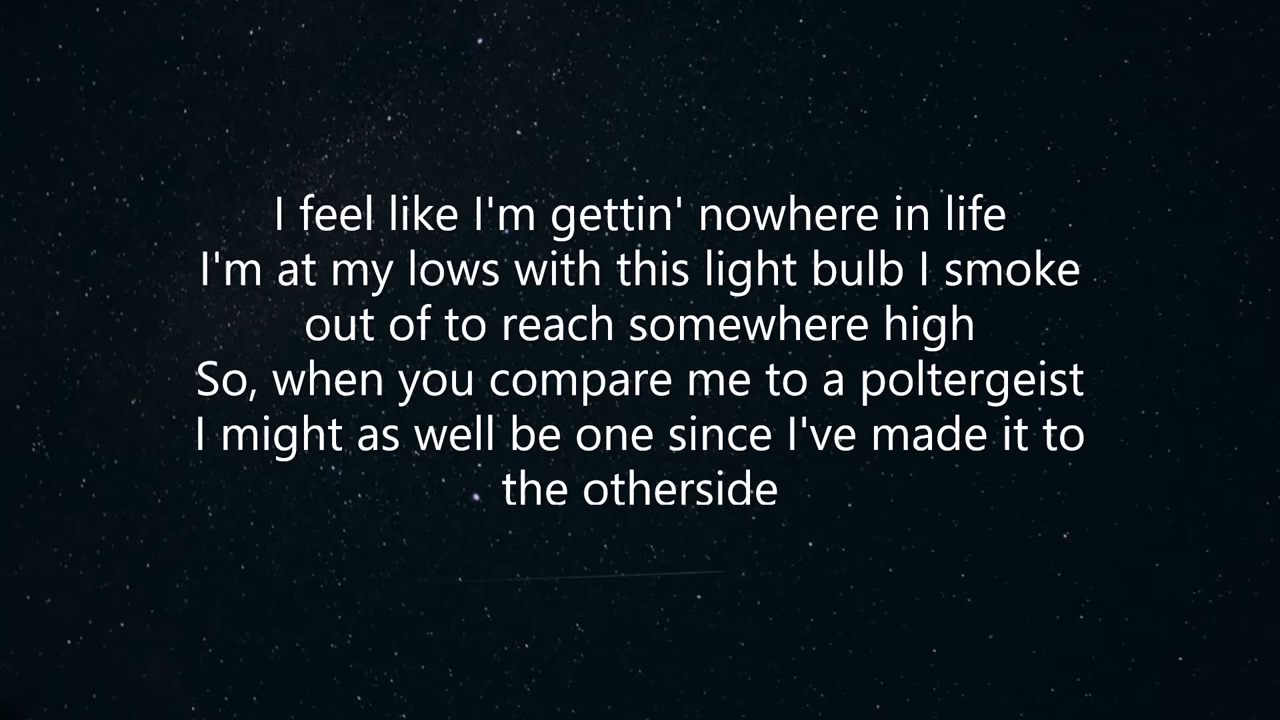 I feel like I'm gettin' nowhere in life
I'm at my lows with this light bulb I smoke
out of to reach somewhere high
So, when you compare me to a poltergeist
I might as well be one since I've made it to
the otherside